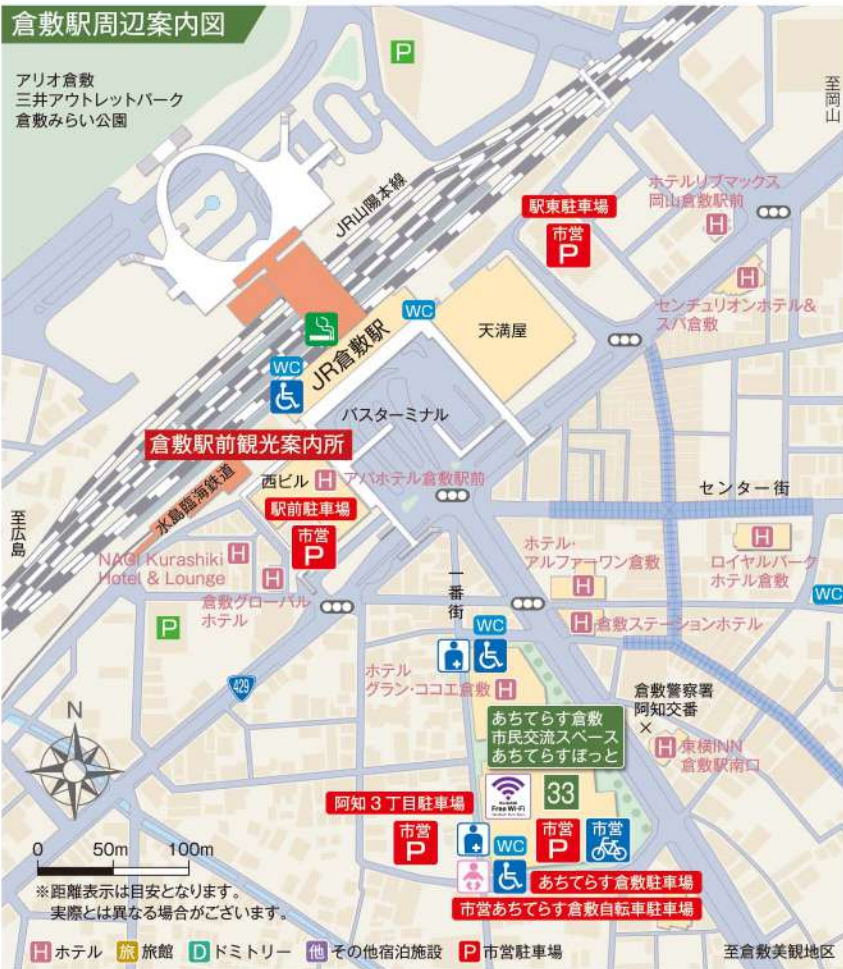 倉敷駅周辺案内図
アリオ倉敷
三井アウトレットパーク
倉敷みらい公園
P
至岡山
JR山陽本線
駅東駐車場
市営
P
ホテルリブマックス
岡山倉敷駅前
H
H
センチュリオンホテル&
スパ倉敷
WC
天満屋
JR倉敷駅
WC
バスターミナル
倉敷駅前観光案内所
西ビル
H アパホテル倉敷駅前
水島臨海鉄道
駅前駐車場
市営
P
至広島
センター街
NAGI Kurashiki
Hotel & Lounge
H
H
倉敷グローバル
ホテル
ホテル・
アルファーワン倉敷
H
H
ロイヤルパーク
ホテル倉敷
WC
一番街
P
H 倉敷ステーションホテル
WC
429
ホテル
グラン・ココエ倉敷 H
倉敷警察署
阿知交番
×
H 東横INN
倉敷駅南口
あちてらす倉敷
市民交流スペース
あちてらすぽっと
N
Free Wi-Fi
33
阿知3丁目駐車場
市営
P
WC
市営
P
市営
あちてらす倉敷駐車場
市営あちてらす倉敷自転車駐車場
0 50m 100m
※距離表示は目安となります。
実際とは異なる場合がございます。
H ホテル 旅 旅館 D ドミトリー 他 その他宿泊施設 P 市営駐車場
至倉敷美観地区